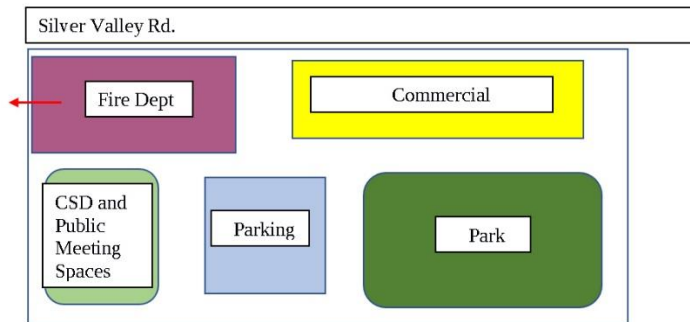 Silver Valley Rd.
Fire Dept
Commercial
CSD and
Public
Meeting
Spaces
Parking
Park